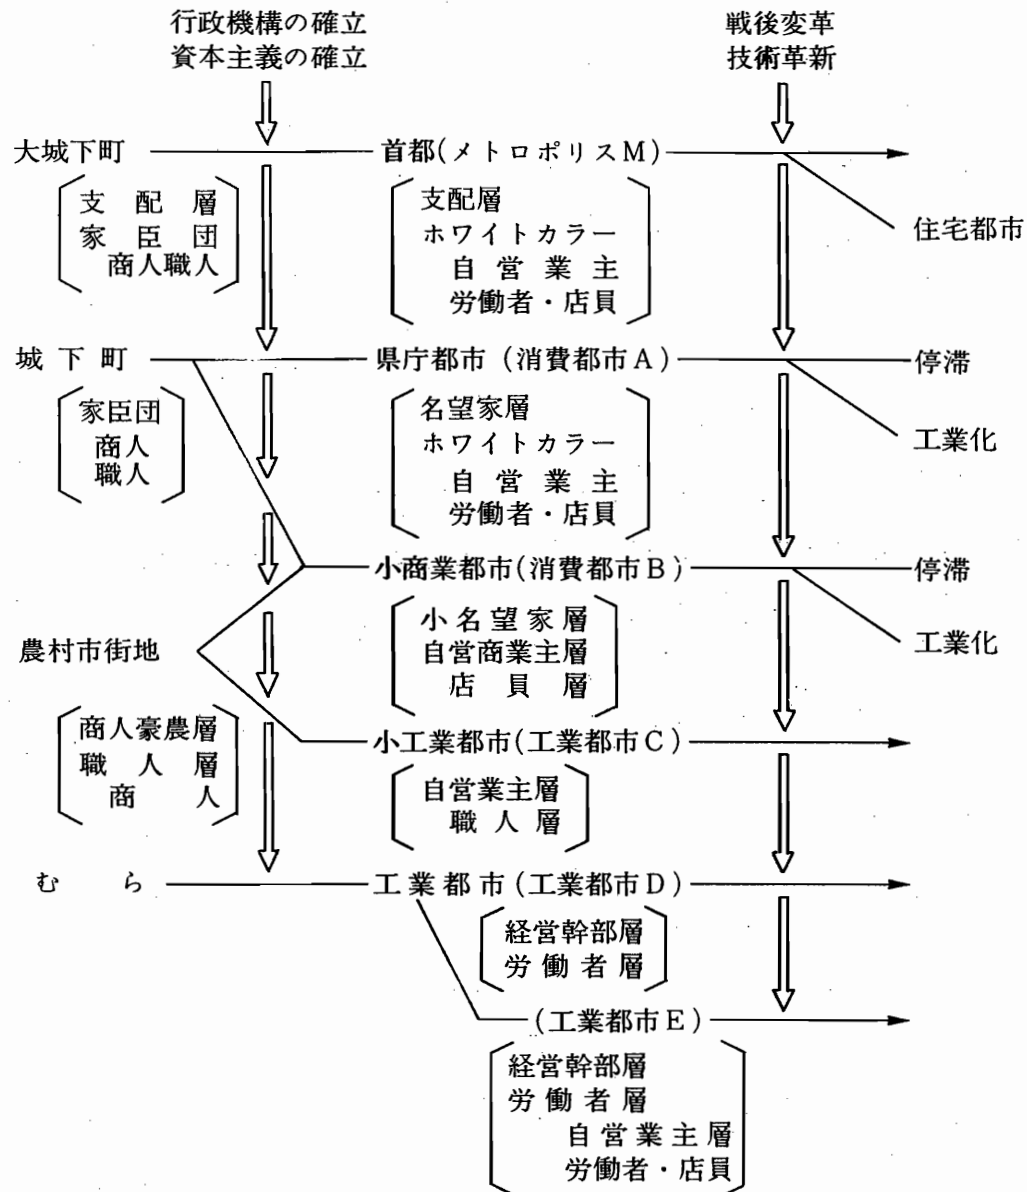 行政機構の確立
資本主義の確立
戦後変革
技術革新
大城下町
首都(メトロポリスM)
支配層
家臣団
商人職人
支配層
ホワイトカラー
自営業主
労働者・店員
住宅都市
城下町
県庁都市(消費都市A)
停滞
家臣団
商人
職人
名望家層
ホワイトカラー
自営業主
労働者・店員
工業化
小商業都市(消費都市B)
停滞
農村市街地
小名望家層
自営商業主層
店員層
工業化
商人豪農層
職人層
商人
小工業都市(工業都市C)
自営業主層
職人層
むら
工業都市(工業都市D)
経営幹部層
労働者層
(工業都市E)
経営幹部層
労働者層
自営業主層
労働者・店員